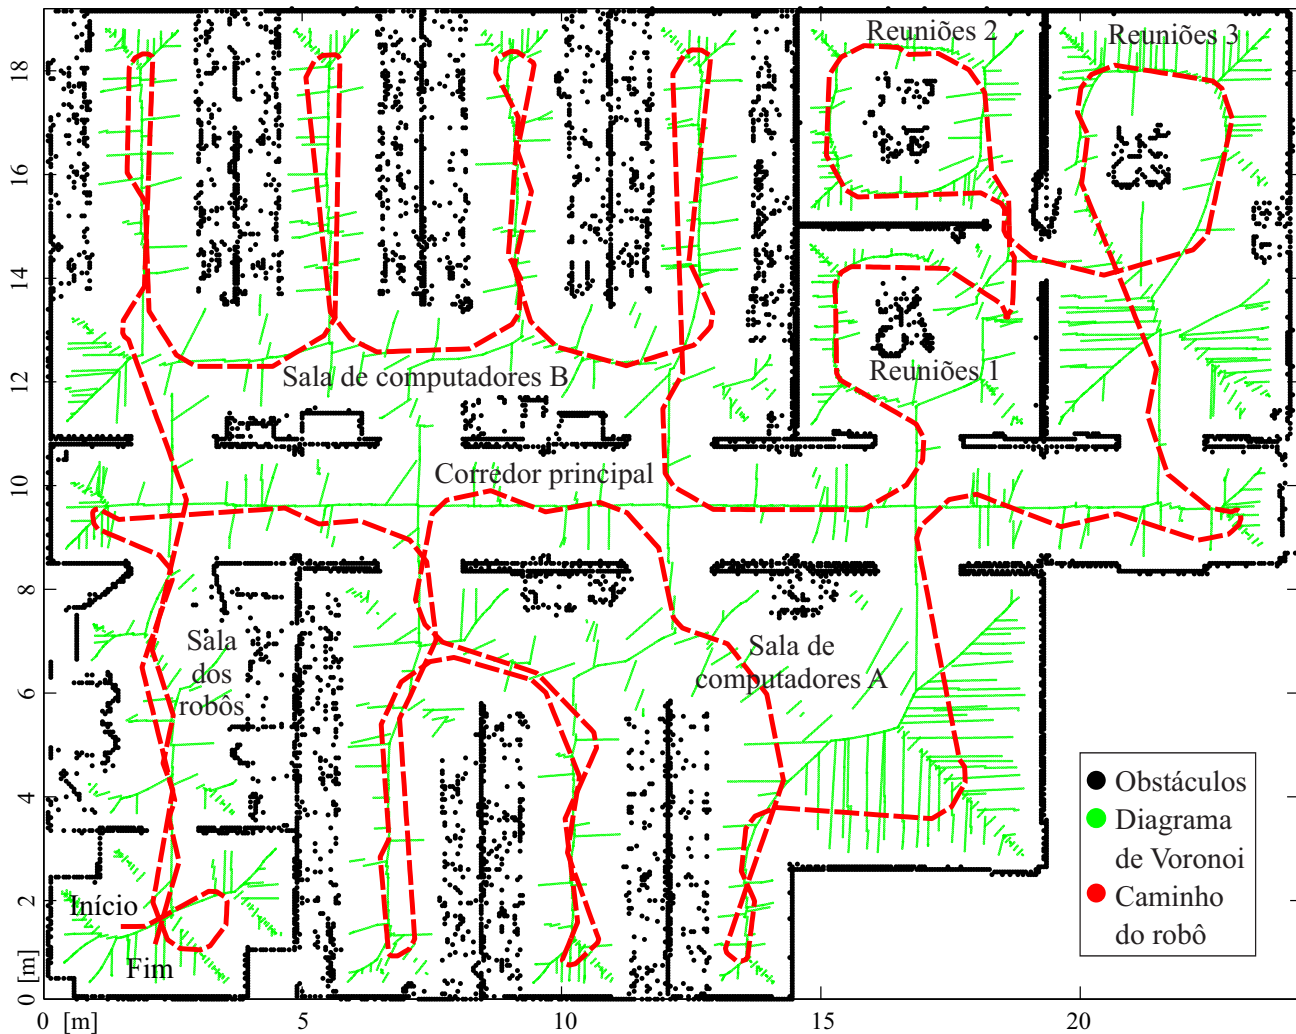 Reuniões 2
Reuniões 3
18
16
14
12
10
8
6
4
2
0 [m]
Sala de computadores B
Reuniões 1
Corredor principal
Sala
dos
robôs
Sala de
computadores A
Início
Fim
Obstáculos
Diagrama
de Voronoi
Caminho
do robô
0 [m]
5
10
15
20